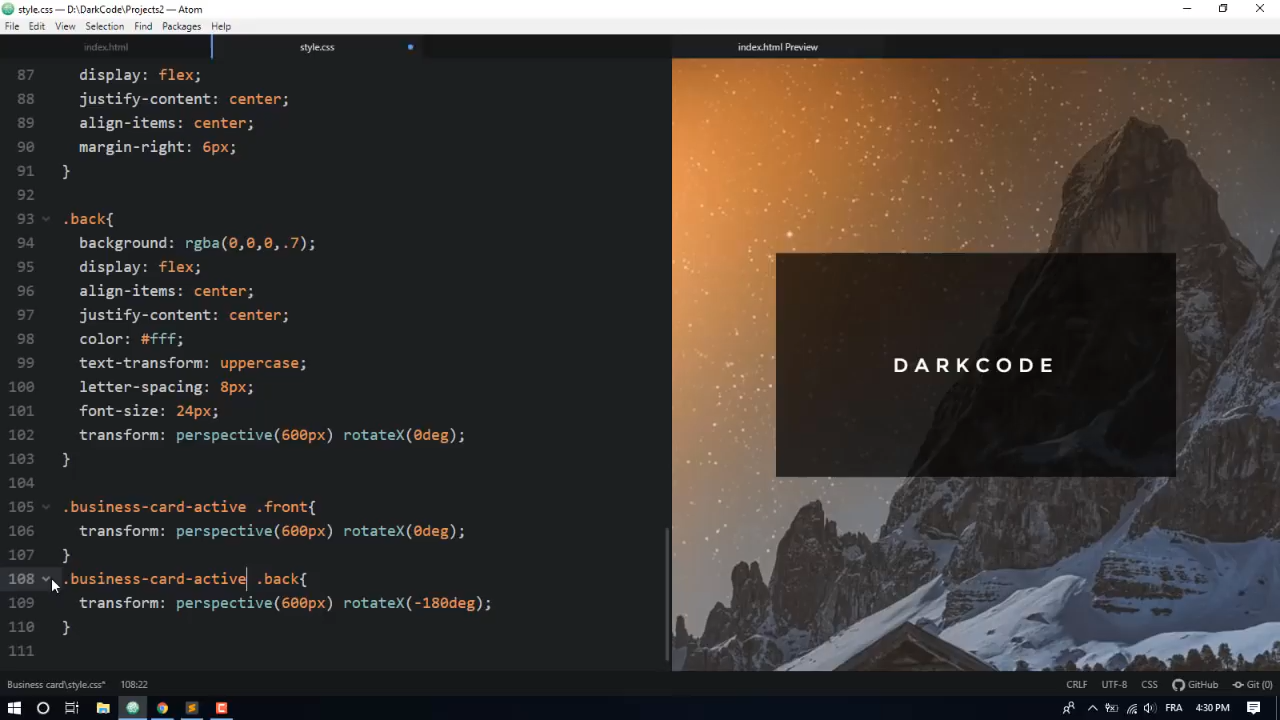 style.css — D:\DarkCode\Projects2 — Atom
File Edit View Selection Find Packages Help
index.html style.css index.html Preview
87 display: flex;
88 justify-content: center;
89 align-items: center;
90 margin-right: 6px;
91 }
92
93 .back{
94 background: rgba(0,0,0,.7);
95 display: flex;
96 align-items: center;
97 justify-content: center;
98 color: #fff;
99 text-transform: uppercase;
100 letter-spacing: 8px;
101 font-size: 24px;
102 transform: perspective(600px) rotateX(0deg);
103 }
104
105 .business-card-active .front{
106 transform: perspective(600px) rotateX(0deg);
107 }
108 .business-card-active .back{
109 transform: perspective(600px) rotateX(-180deg);
110 }
111
DARKCODE
Business card\style.css* 108:22 CRLF UTF-8 CSS GitHub Git (0)
FRA 4:30 PM